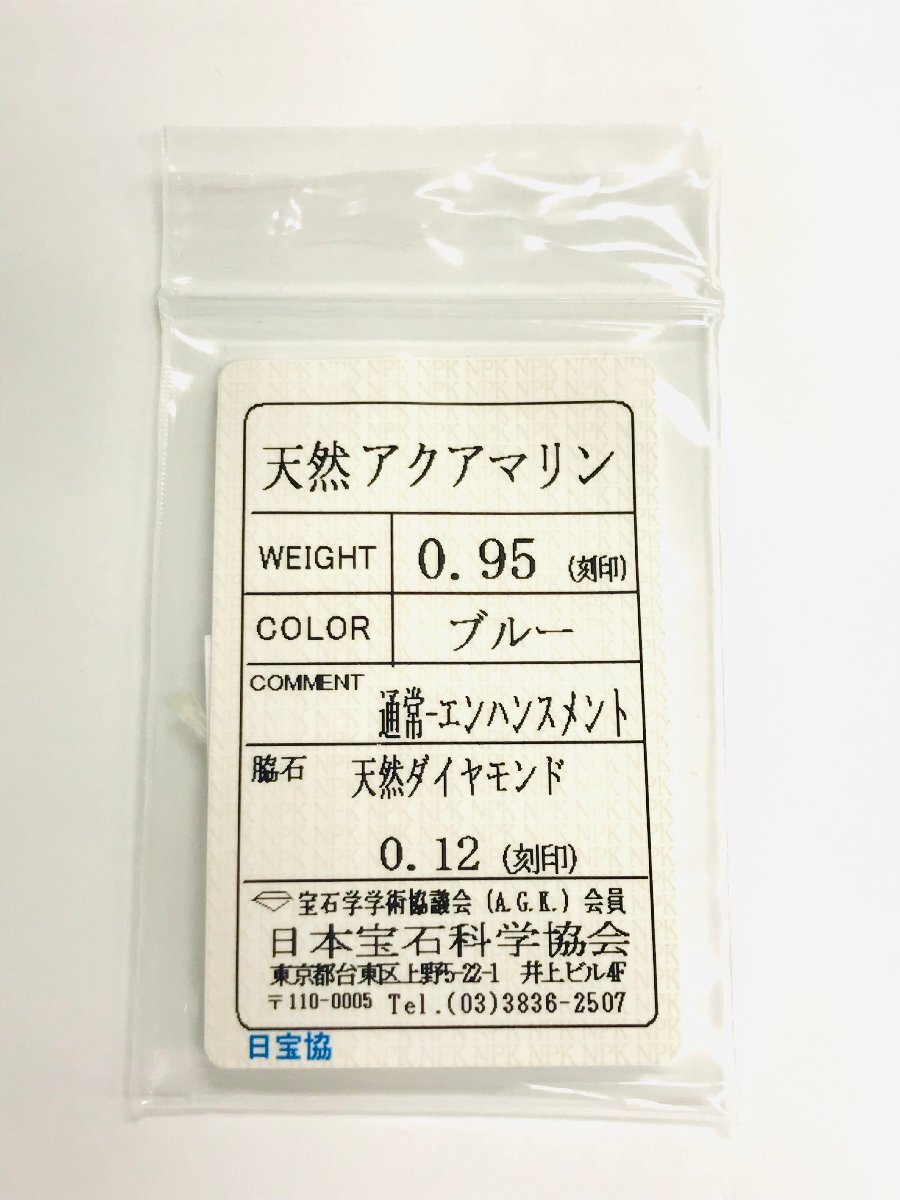 天然アクアマリン
WEIGHT 0.95 (刻印)
COLOR ブルー
COMMENT
通常-エンハンスメント
脇石 天然ダイヤモンド
0.12 (刻印)
宝石学学術協議会 (A.G.K.) 会員
日本宝石科学協会
東京都台東区上野5-22-1 井上ビル4F
〒110-0005 Tel.(03)3836-2507
日宝協